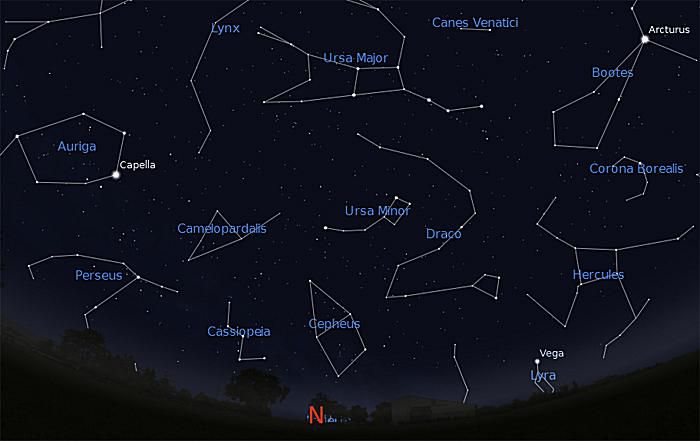 Canes Venatici
Lynx
Arcturus
Ursa Major
Bootes
Auriga
Capella
Corona Borealis
Ursa Minor
Camelopardalis
Draco
Perseus
Hercules
Cepheus
Cassiopeia
Vega
Lyra
N